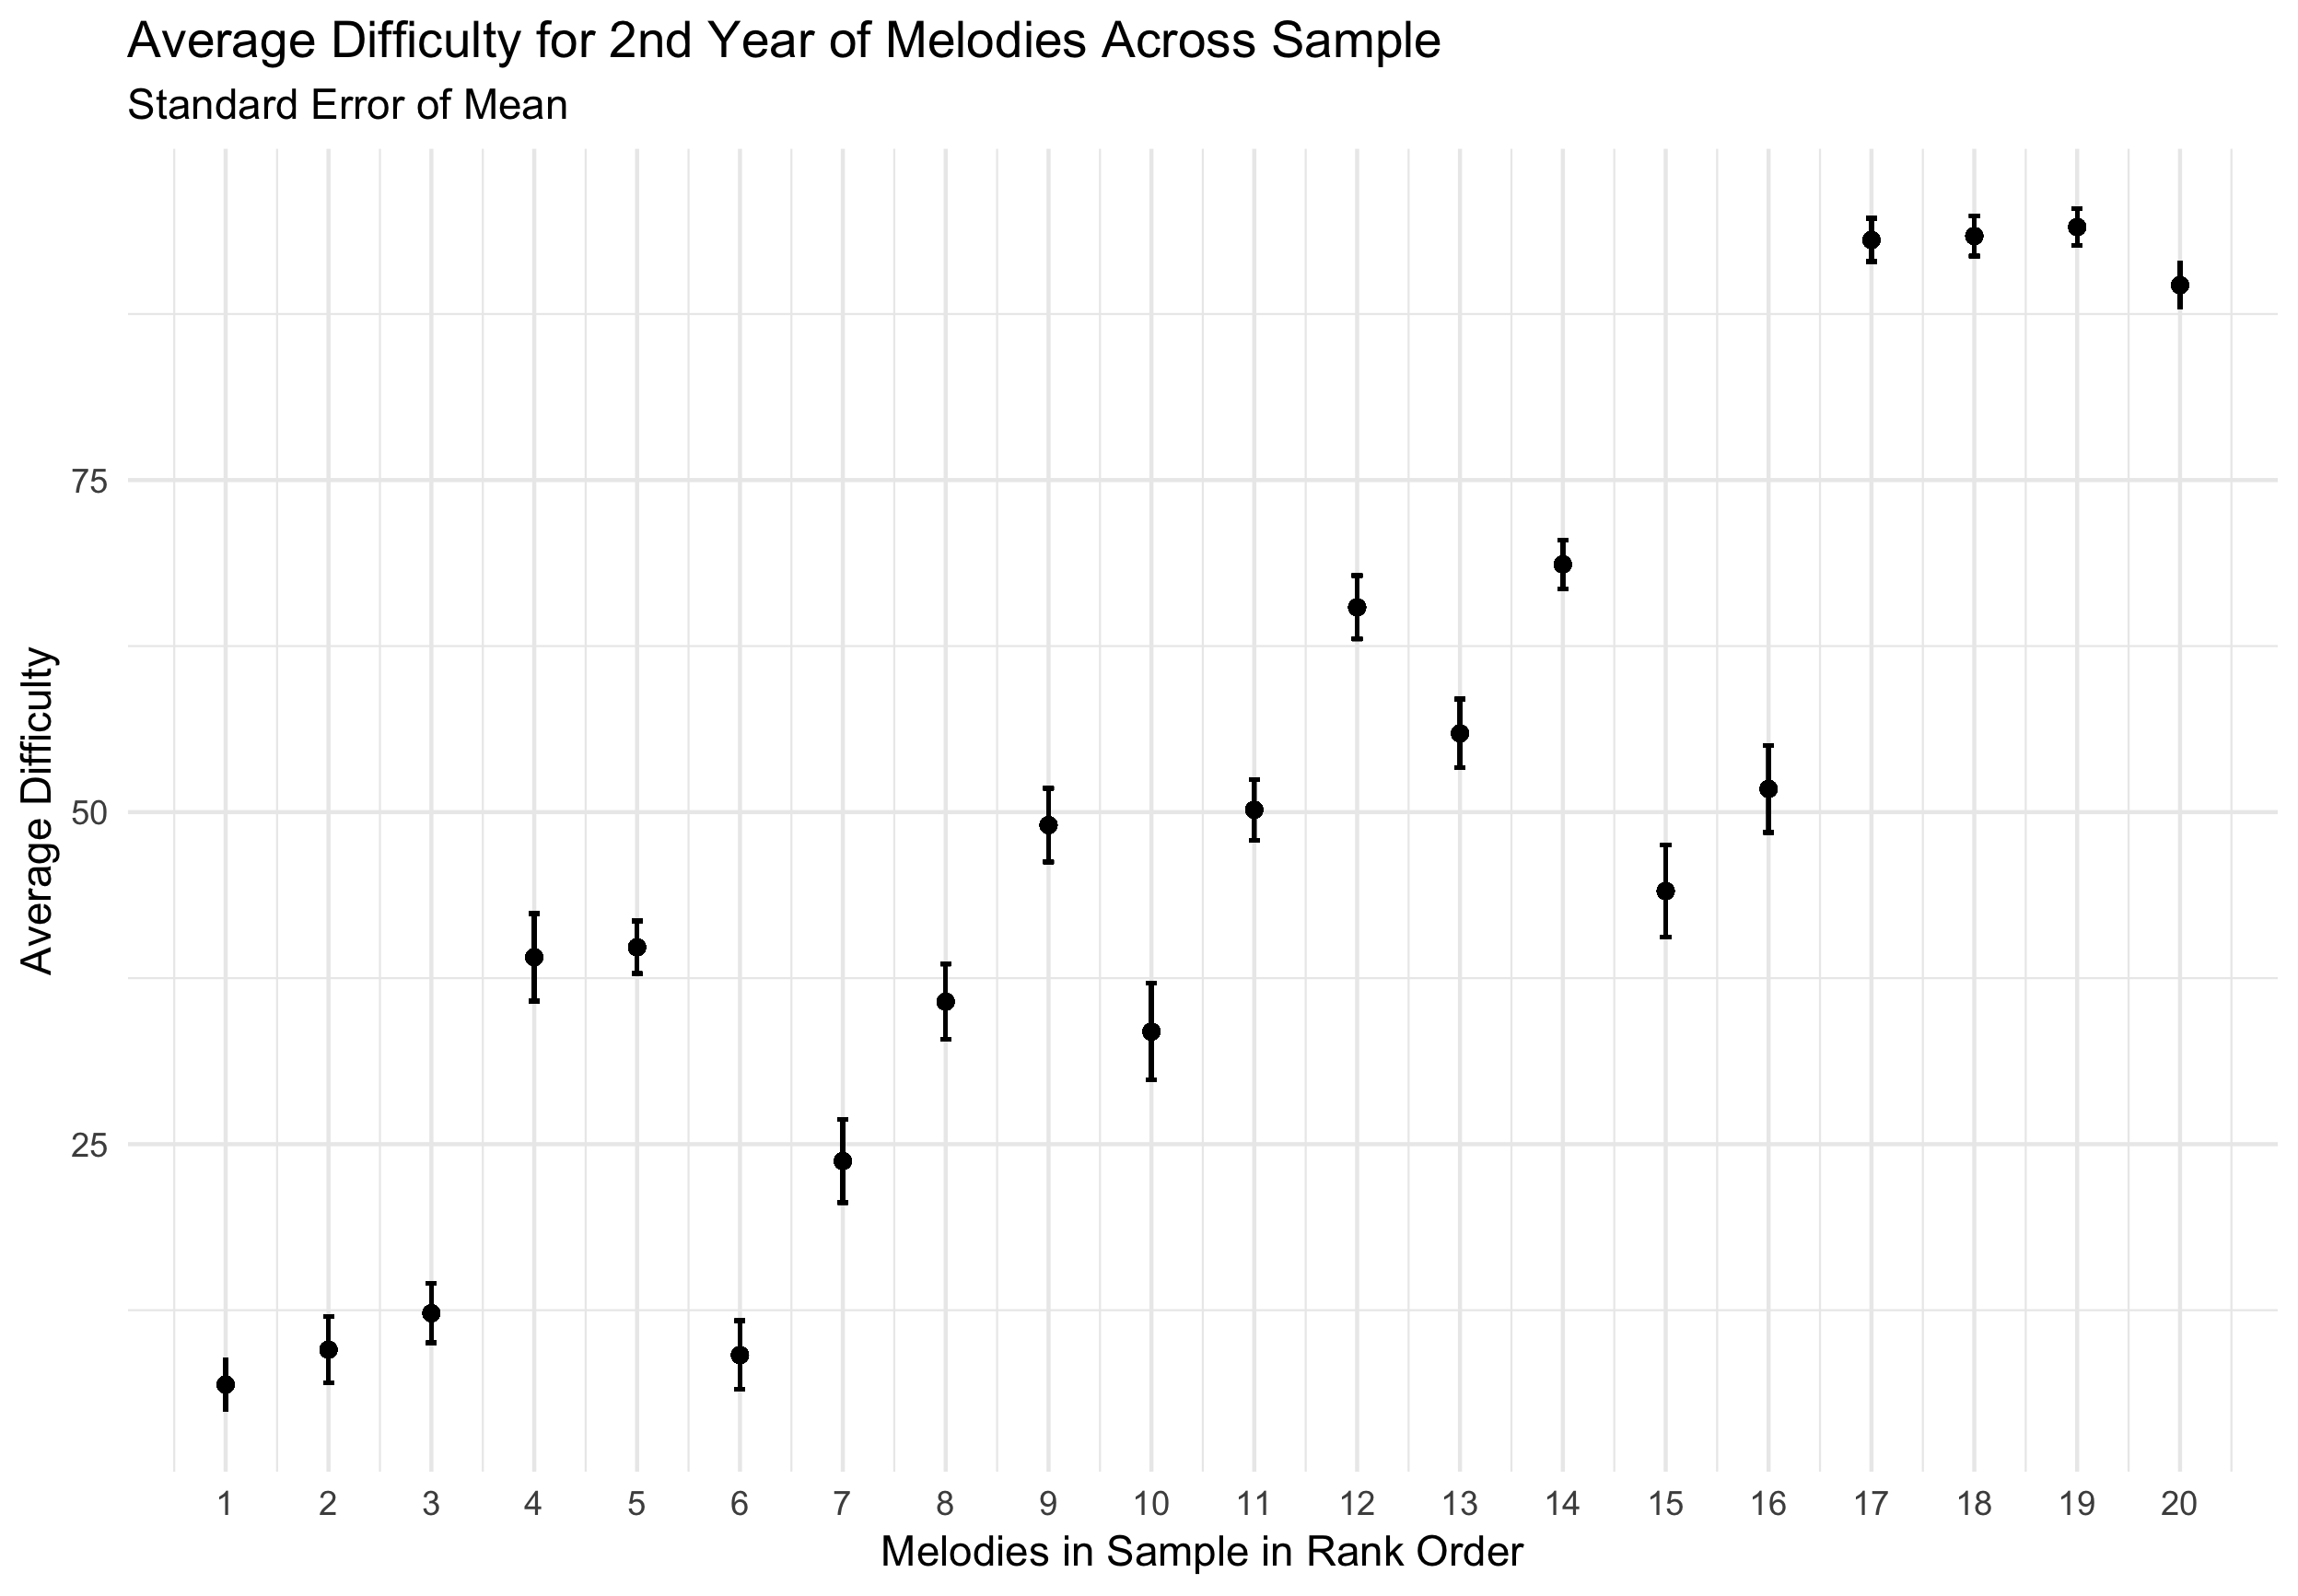 Average Difficulty for 2nd Year of Melodies Across Sample
Standard Error of Mean
Average Difficulty
75
50
25
1 2 3 4 5 6 7 8 9 10 11 12 13 14 15 16 17 18 19 20
Melodies in Sample in Rank Order